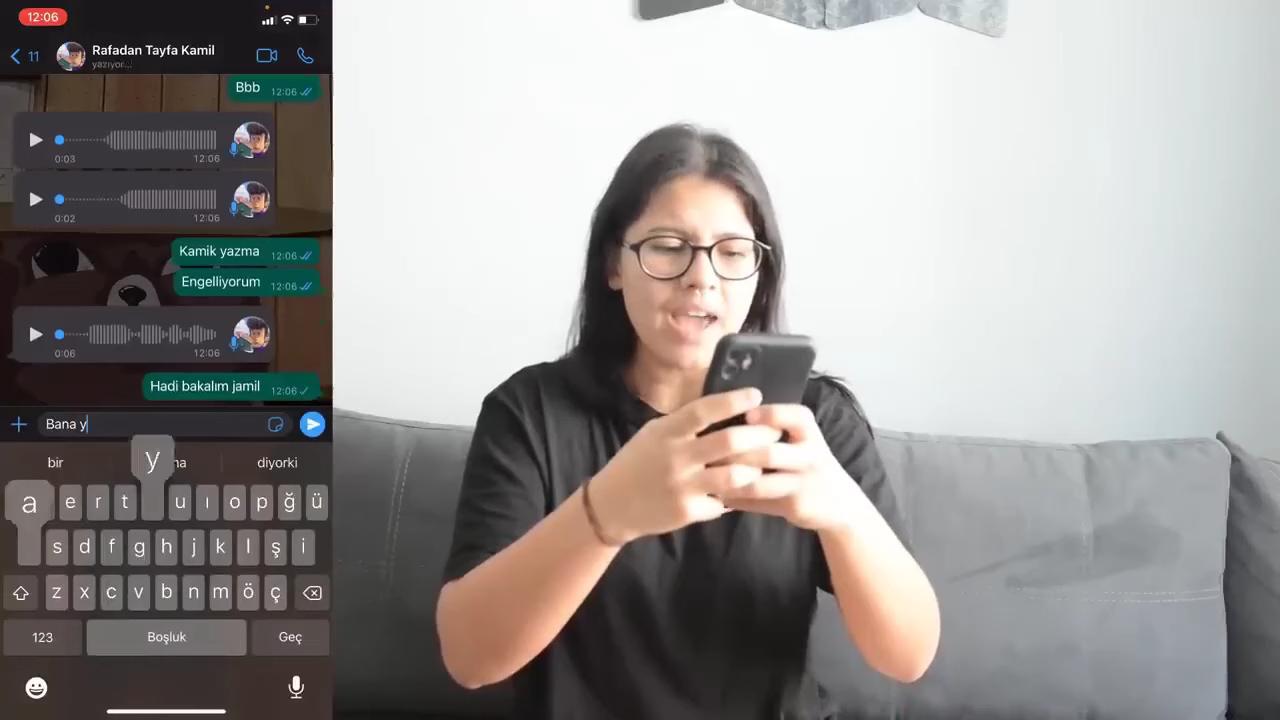 12:06
11
Rafadan Tayfa Kamil
yazıyor...
Bbb 12:06
0:03 12:06
0:02 12:06
Kamik yazma 12:06
Engelliyorum 12:06
0:06 12:06
Hadi bakalım jamil 12:06
Bana y
bir diyorki
a e r t y u ı o p ğ ü
s d f g h j k l ş i
z x c v b n m ö ç
123 Boşluk Geç